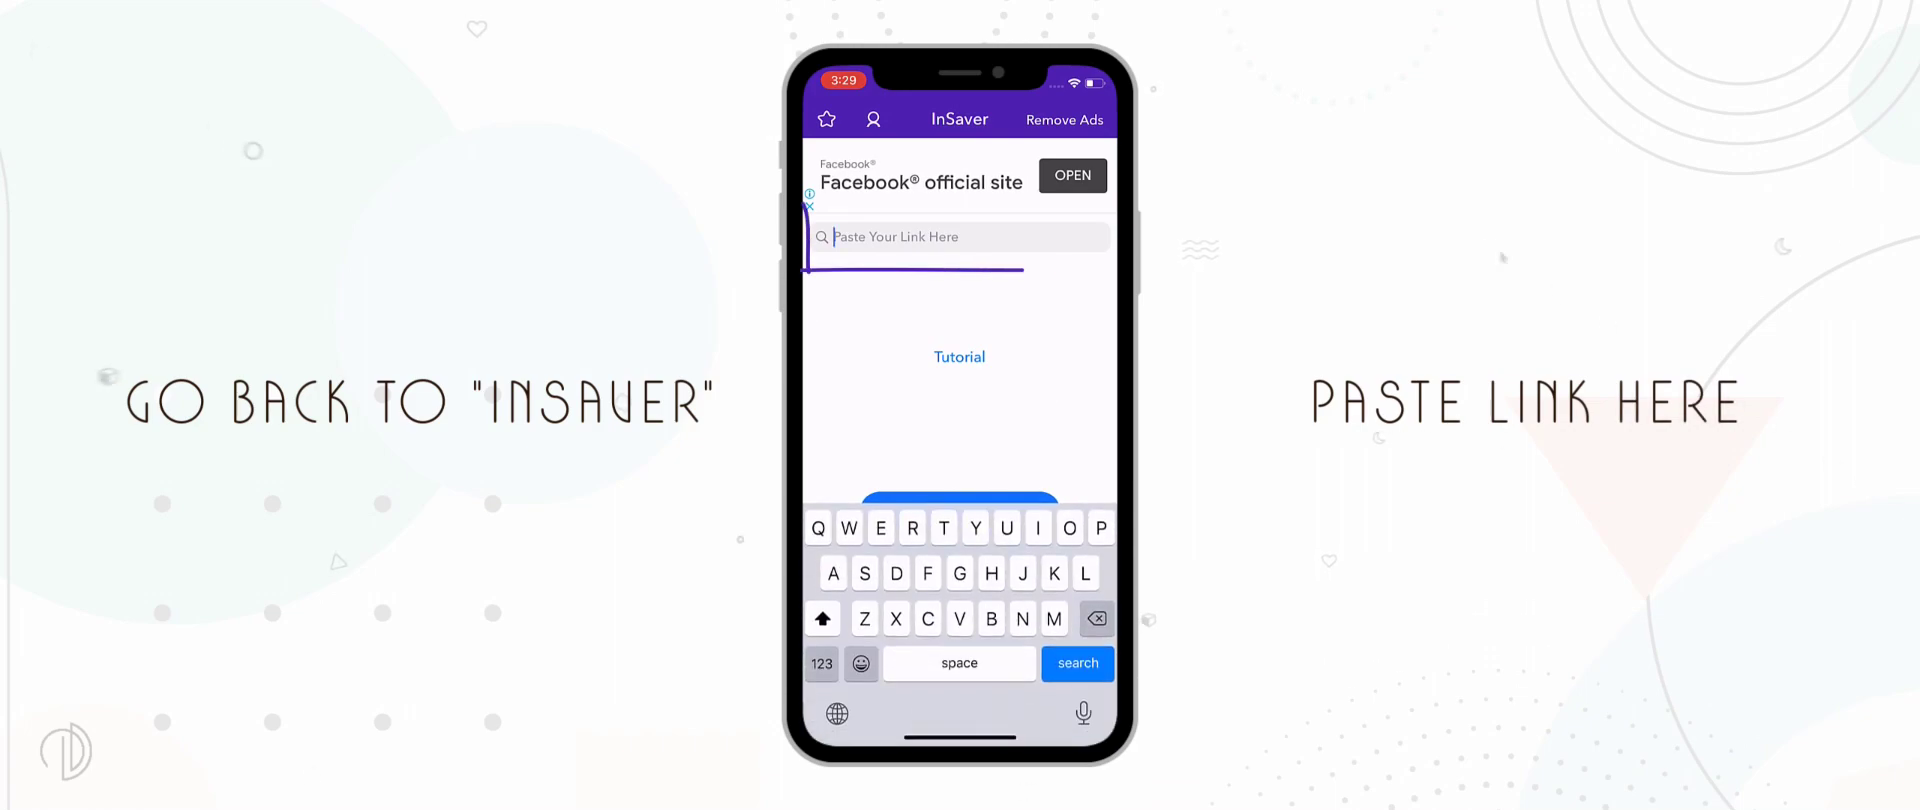 3:29
InSaver
Remove Ads
Facebook®
Facebook® official site
OPEN
Paste Your Link Here
Tutorial
GO BACK TO "INSAVER"
PASTE LINK HERE
Q W E R T Y U I O P
A S D F G H J K L
Z X C V B N M
123
space
search